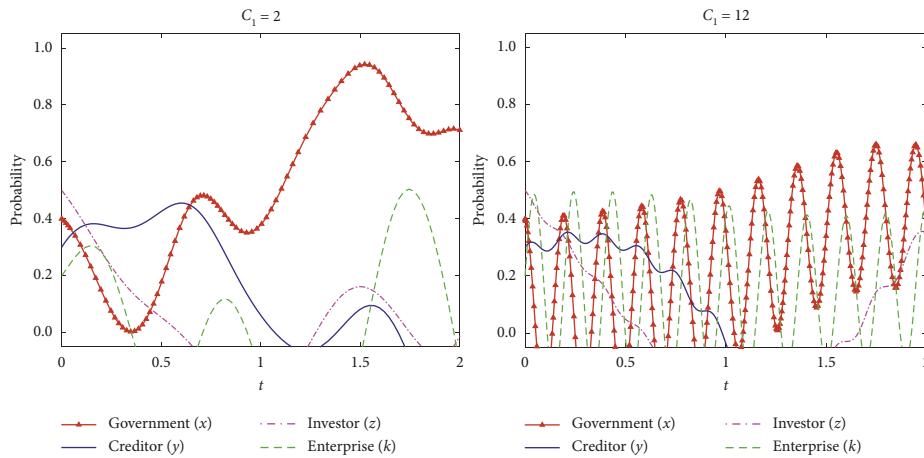 C1 = 2
1.0
0.8
0.6
0.4
0.2
0.0
Probability
0 0.5 1 1.5 2
t
Government (x) Investor (z)
Creditor (y) Enterprise (k)
C1 = 12
1.0
0.8
0.6
0.4
0.2
0.0
Probability
0 0.5 1 1.5 2
t
Government (x) Investor (z)
Creditor (y) Enterprise (k)